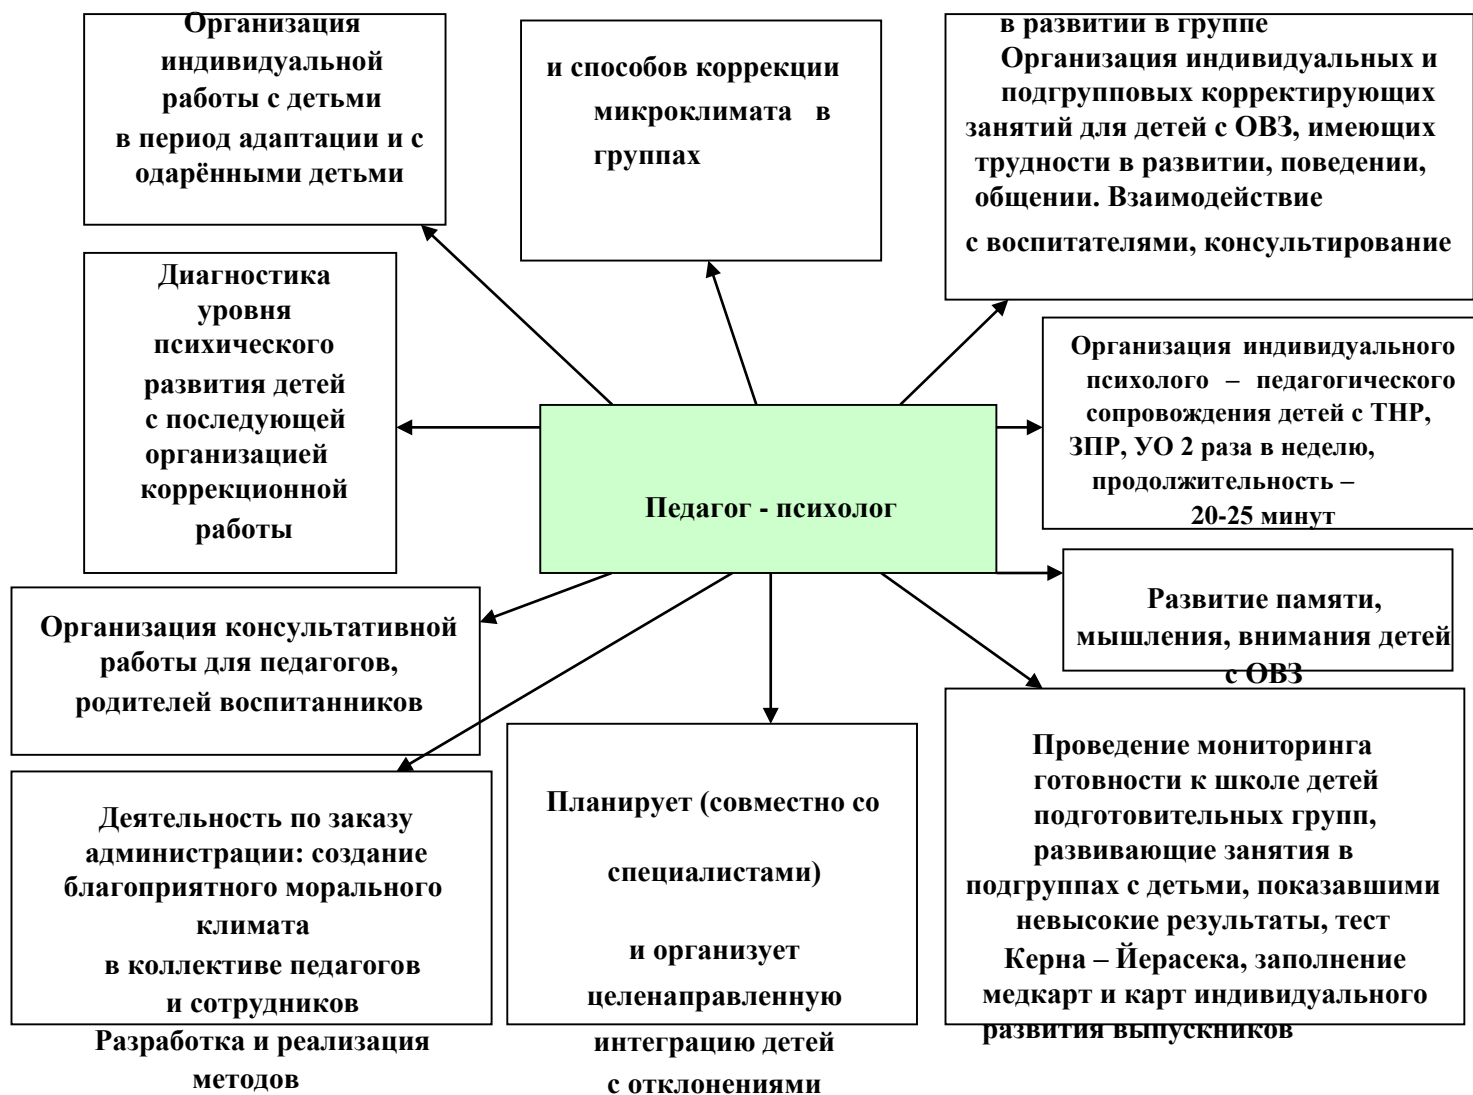 Организация
индивидуальной
работы с детьми
в период адаптации и с
одарёнными детьми
и способов коррекции
микроклимата в
группах
в развитии в группе
Организация индивидуальных и
подгрупповых корректирующих
занятий для детей с ОВЗ, имеющих
трудности в развитии, поведении,
общении. Взаимодействие
с воспитателями, консультирование
Диагностика
уровня
психического
развития детей
с последующей
организацией
коррекционной
работы
Организация индивидуального
психолого – педагогического
сопровождения детей с ТНР,
ЗПР, УО 2 раза в неделю,
продолжительность –
20-25 минут
Педагог - психолог
Развитие памяти,
мышления, внимания детей
с ОВЗ
Организация консультативной
работы для педагогов,
родителей воспитанников
Деятельность по заказу
администрации: создание
благоприятного морального
климата
в коллективе педагогов
и сотрудников
Разработка и реализация
методов
Планирует (совместно со
специалистами)
и организует
целенаправленную
интеграцию детей
с отклонениями
Проведение мониторинга
готовности к школе детей
подготовительных групп,
развивающие занятия в
подгруппах с детьми, показавшими
невысокие результаты, тест
Керна – Йерасека, заполнение
медкарт и карт индивидуального
развития выпускников